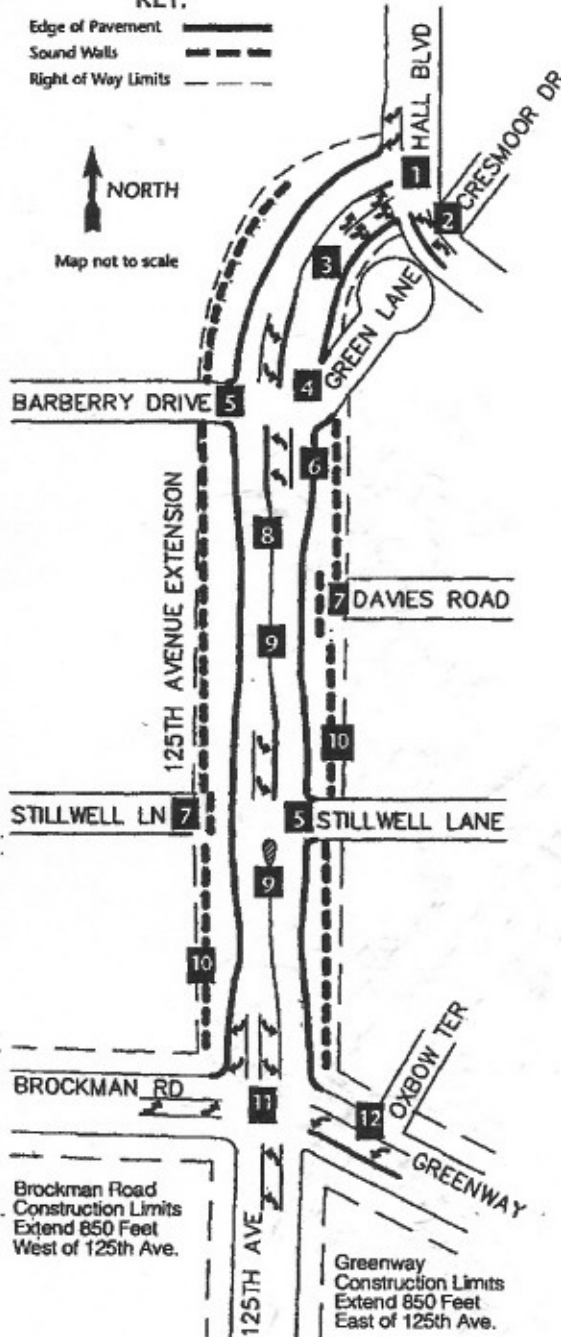 KEY:
Edge of Pavement
Sound Walls
Right of Way Limits
NORTH
Map not to scale
HALL BLVD
CRESMOOR DR
1
2
3
GREEN LANE
4
BARBERRY DRIVE 5
6
125TH AVENUE EXTENSION
8
7 DAVIES ROAD
9
10
STILLWELL LN 7
5 STILLWELL LANE
9
10
OXBOW TER
BROCKMAN RD
11
12
GREENWAY
125TH AVE
Brockman Road
Construction Limits
Extend 850 Feet
West of 125th Ave.
Greenway
Construction Limits
Extend 850 Feet
East of 125th Ave.